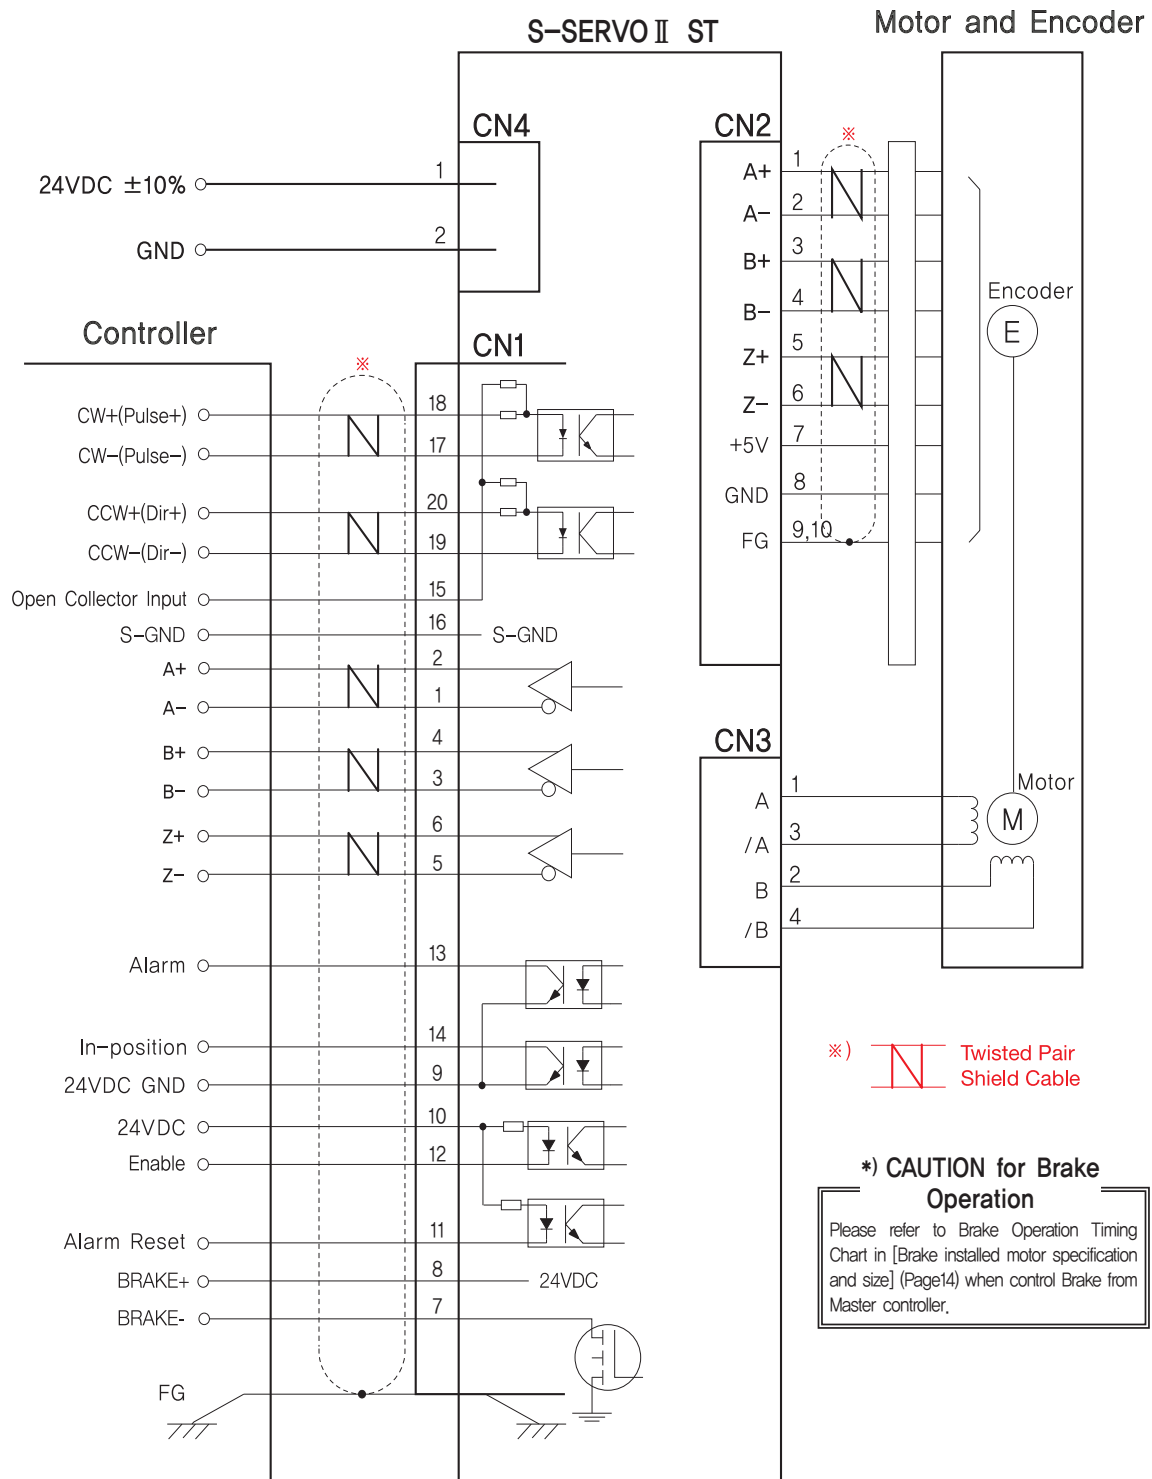 S-SERVOⅡ ST
Motor and Encoder
CN4
1
24VDC ±10%
2
GND
CN2
※
A+
1
A-
2
B+
3
B-
4
Z+
5
Z-
6
+5V
7
GND
8
FG
9,10
Encoder
E
Controller
CN1
※
CW+(Pulse+)
18
CW-(Pulse-)
17
CCW+(Dir+)
20
CCW-(Dir-)
19
Open Collector Input
15
S-GND
16
S-GND
A+
2
A-
1
B+
4
B-
3
Z+
6
Z-
5
CN3
A
1
/A
3
B
2
/B
4
Motor
M
Alarm
13
In-position
14
24VDC GND
9
24VDC
10
Enable
12
Alarm Reset
11
BRAKE+
8
24VDC
BRAKE-
7
FG
※)
Twisted Pair
Shield Cable
*) CAUTION for Brake
Operation
Please refer to Brake Operation Timing
Chart in [Brake installed motor specification
and size] (Page14) when control Brake from
Master controller.